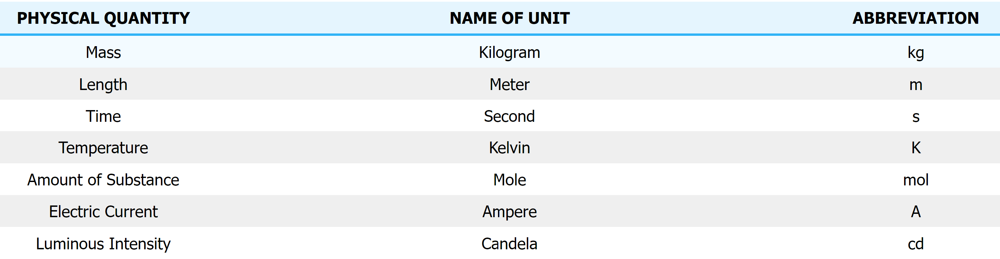 PHYSICAL QUANTITY NAME OF UNIT ABBREVIATION
Mass Kilogram kg
Length Meter m
Time Second s
Temperature Kelvin K
Amount of Substance Mole mol
Electric Current Ampere A
Luminous Intensity Candela cd